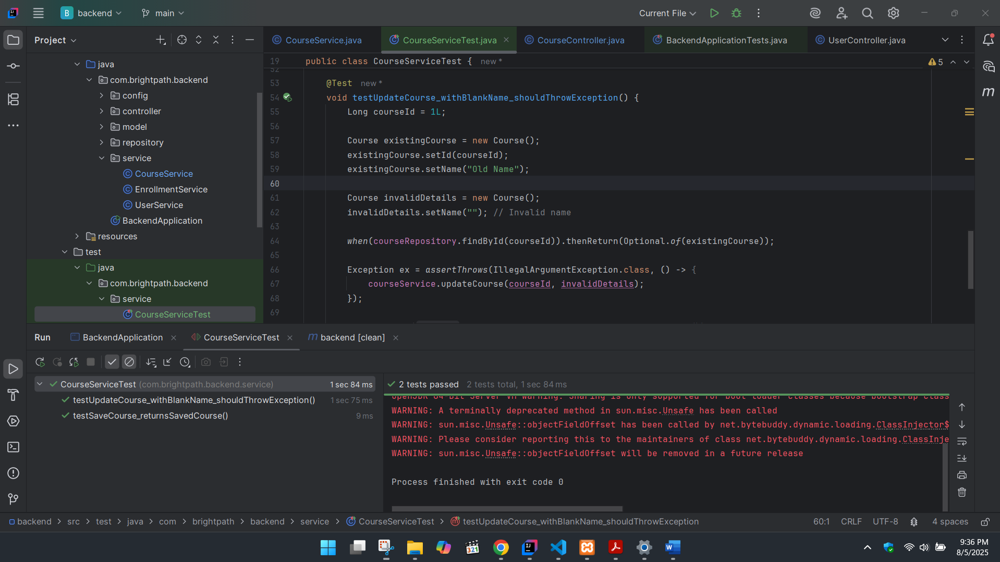 B backend main Current File
Project
CourseService.java CourseServiceTest.java CourseController.java BackendApplicationTests.java UserController.java
java
com.brightpath.backend
config
controller
model
repository
service
CourseService
EnrollmentService
UserService
BackendApplication
resources
test
java
com.brightpath.backend
service
CourseServiceTest
19 public class CourseServiceTest { new *
5
52
53 @Test new *
54 void testUpdateCourse_withBlankName_shouldThrowException() {
55 Long courseId = 1L;
56
57 Course existingCourse = new Course();
58 existingCourse.setId(courseId);
59 existingCourse.setName("Old Name");
60
61 Course invalidDetails = new Course();
62 invalidDetails.setName(""); // Invalid name
63
64 when(courseRepository.findById(courseId)).thenReturn(Optional.of(existingCourse));
65
66 Exception ex = assertThrows(IllegalArgumentException.class, () -> {
67 courseService.updateCourse(courseId, invalidDetails);
68 });
69
Run BackendApplication CourseServiceTest m backend [clean]
CourseServiceTest (com.brightpath.backend.service) 1 sec 84 ms
testUpdateCourse_withBlankName_shouldThrowException() 1 sec 75 ms
testSaveCourse_returnsSavedCourse() 9 ms
2 tests passed 2 tests total, 1 sec 84 ms
OpenJDK 64-Bit Server VM warning: Sharing is only supported for boot loader classes because bootstrap class
WARNING: A terminally deprecated method in sun.misc.Unsafe has been called
WARNING: sun.misc.Unsafe::objectFieldOffset has been called by net.bytebuddy.dynamic.loading.ClassInjector$
WARNING: Please consider reporting this to the maintainers of class net.bytebuddy.dynamic.loading.ClassInje
WARNING: sun.misc.Unsafe::objectFieldOffset will be removed in a future release
Process finished with exit code 0
backend > src > test > java > com > brightpath > backend > service > CourseServiceTest > testUpdateCourse_withBlankName_shouldThrowException 60:1 CRLF UTF-8 4 spaces
9:36 PM
8/5/2025